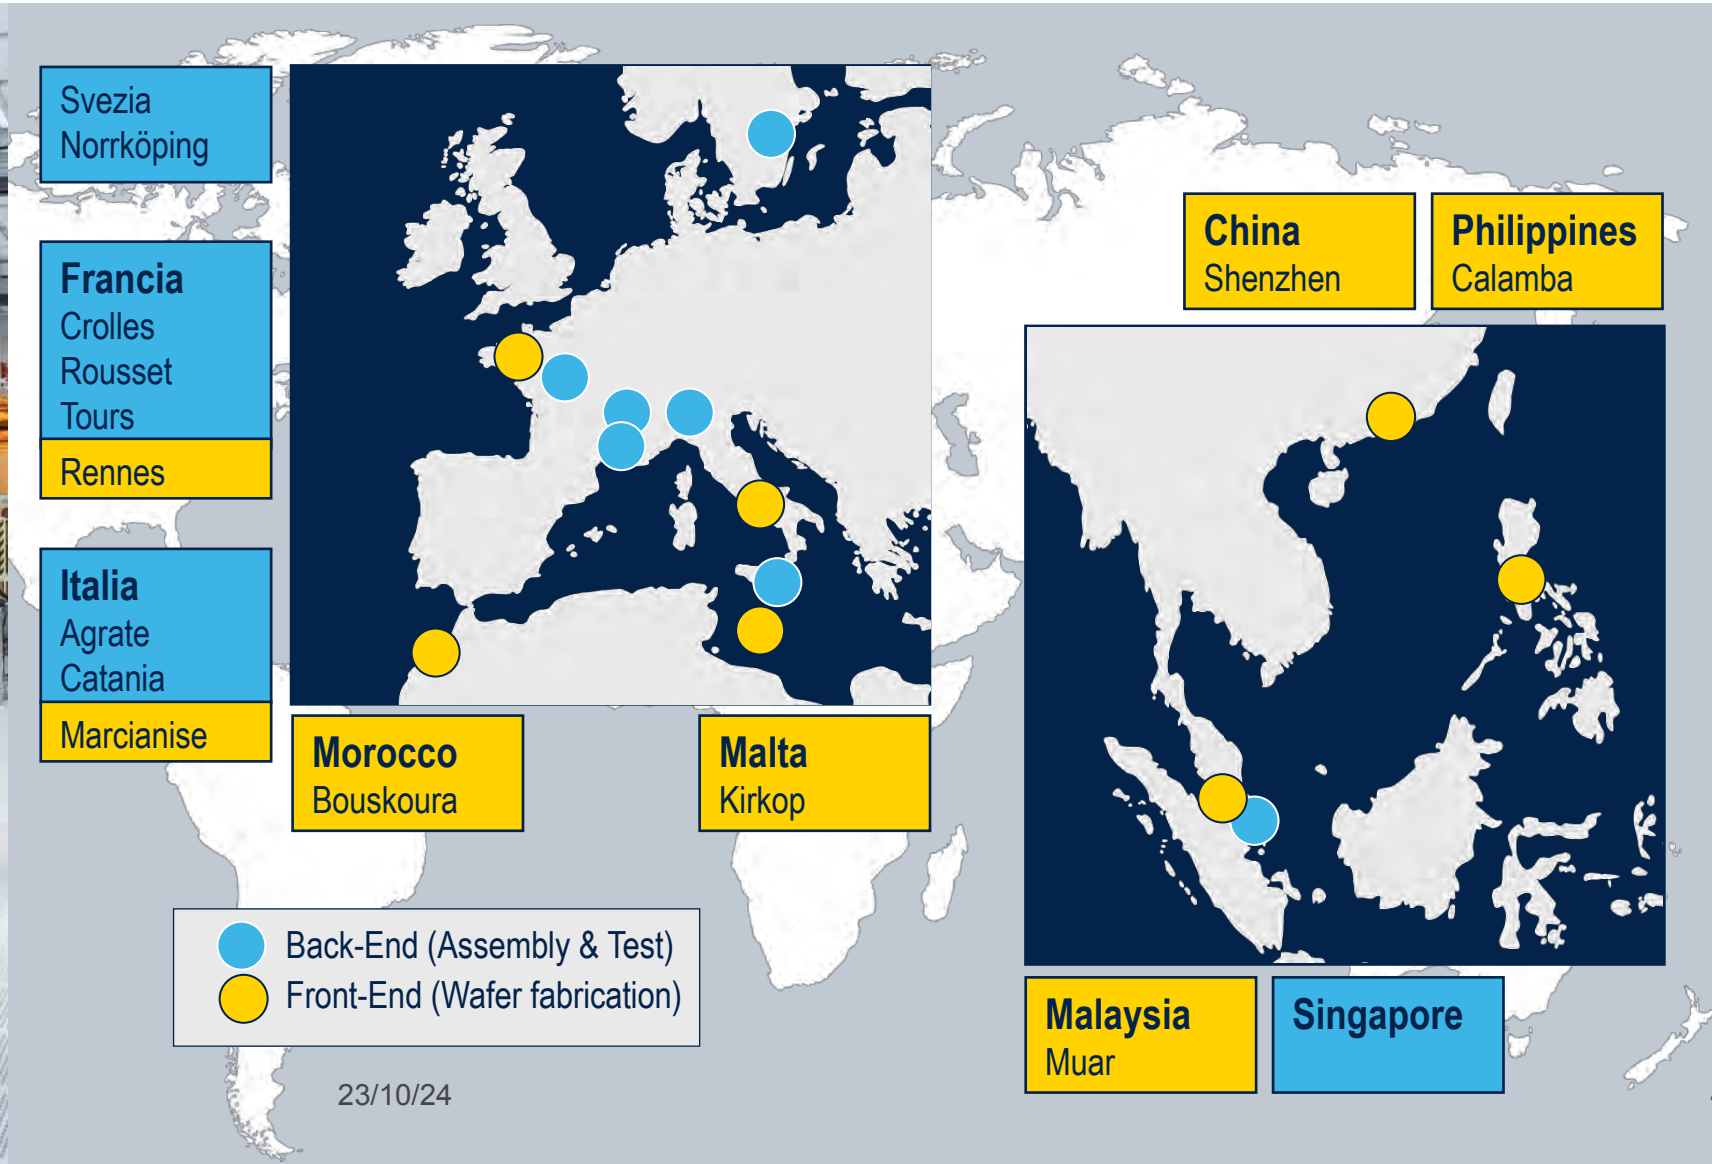 Svezia
Norrköping
Francia
Crolles
Rousset
Tours
Rennes
Italia
Agrate
Catania
Marcianise
Morocco
Bouskoura
Malta
Kirkop
China
Shenzhen
Philippines
Calamba
Malaysia
Muar
Singapore
Back-End (Assembly & Test)
Front-End (Wafer fabrication)
23/10/24